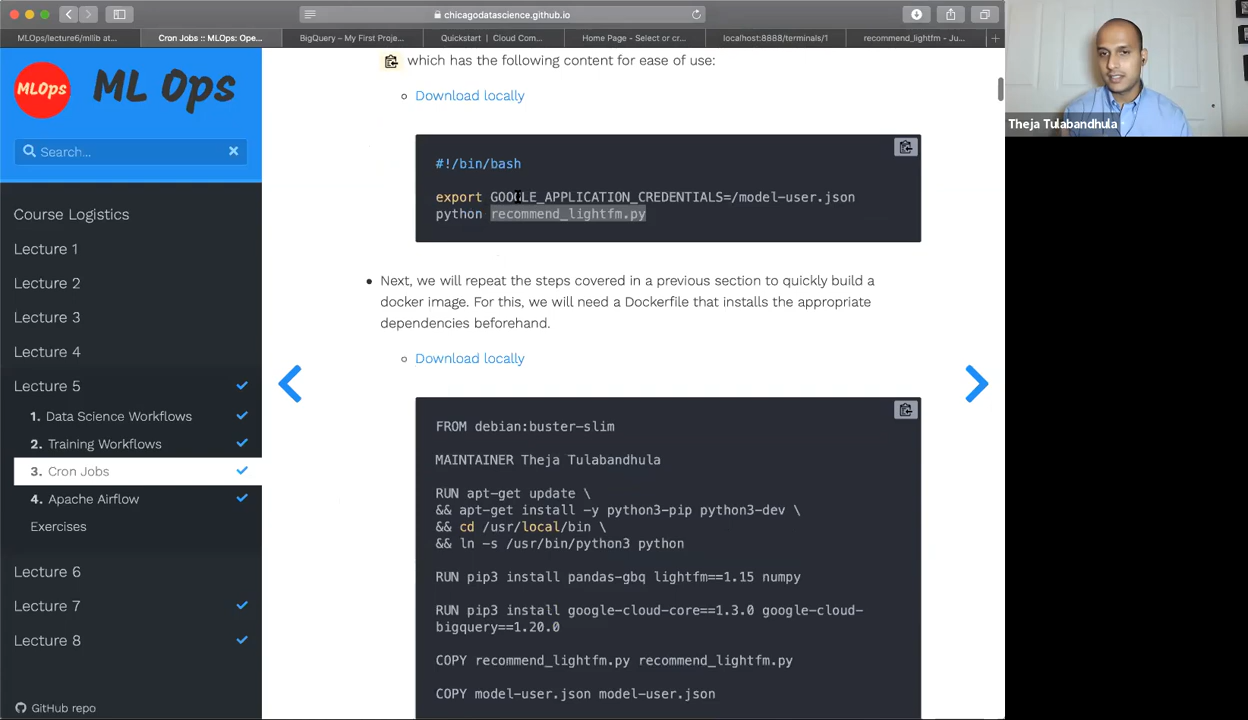 chicagodatascience.github.io
MLOps/lecture6/mllib at...
Cron Jobs :: MLOps: Ope...
BigQuery – My First Proje...
Quickstart | Cloud Com...
Home Page - Select or cr...
localhost:8888/terminals/1
recommend_lightfm - Ju...
MLOps
ML Ops
Search...
Course Logistics
Lecture 1
Lecture 2
Lecture 3
Lecture 4
Lecture 5
1. Data Science Workflows
2. Training Workflows
3. Cron Jobs
4. Apache Airflow
Exercises
Lecture 6
Lecture 7
Lecture 8
GitHub repo
which has the following content for ease of use:
Download locally
#!/bin/bash
export GOOGLE_APPLICATION_CREDENTIALS=/model-user.json
python recommend_lightfm.py
Next, we will repeat the steps covered in a previous section to quickly build a
docker image. For this, we will need a Dockerfile that installs the appropriate
dependencies beforehand.
Download locally
FROM debian:buster-slim
MAINTAINER Theja Tulabandhula
RUN apt-get update \
&& apt-get install -y python3-pip python3-dev \
&& cd /usr/local/bin \
&& ln -s /usr/bin/python3 python
RUN pip3 install pandas-gbq lightfm==1.15 numpy
RUN pip3 install google-cloud-core==1.3.0 google-cloud-
bigquery==1.20.0
COPY recommend_lightfm.py recommend_lightfm.py
COPY model-user.json model-user.json
Theja Tulabandhula